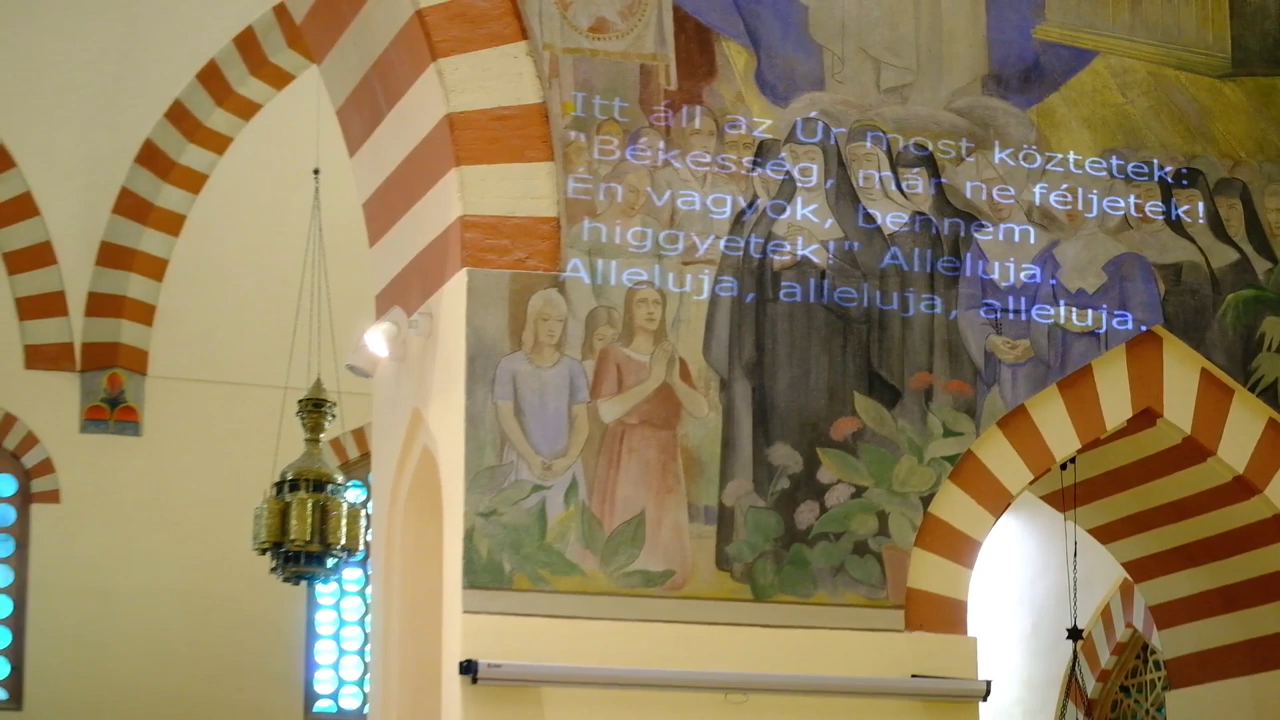 Itt áll az Úr most köztetek:
"Békesség, már ne féljetek!
Én vagyok, bennem
higgyetek!" Alleluja.
Alleluja, alleluja, alleluja.